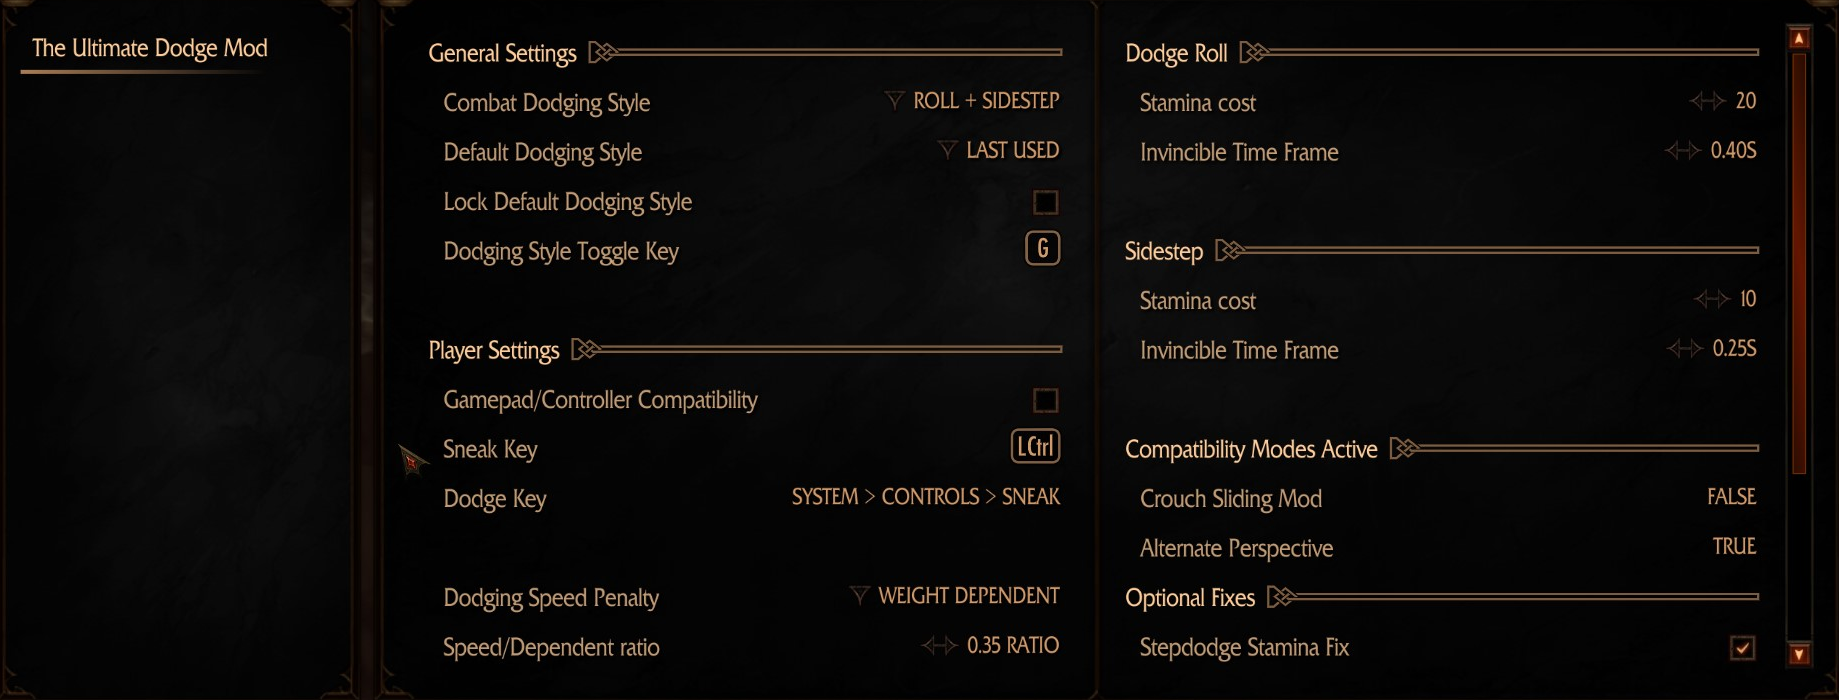 The Ultimate Dodge Mod
General Settings
Combat Dodging Style ROLL + SIDESTEP
Default Dodging Style LAST USED
Lock Default Dodging Style
Dodging Style Toggle Key G
Player Settings
Gamepad/Controller Compatibility
Sneak Key LCtrl
Dodge Key SYSTEM > CONTROLS > SNEAK
Dodging Speed Penalty WEIGHT DEPENDENT
Speed/Dependent ratio 0.35 RATIO
Dodge Roll
Stamina cost 20
Invincible Time Frame 0.40S
Sidestep
Stamina cost 10
Invincible Time Frame 0.25S
Compatibility Modes Active
Crouch Sliding Mod FALSE
Alternate Perspective TRUE
Optional Fixes
Stepdodge Stamina Fix